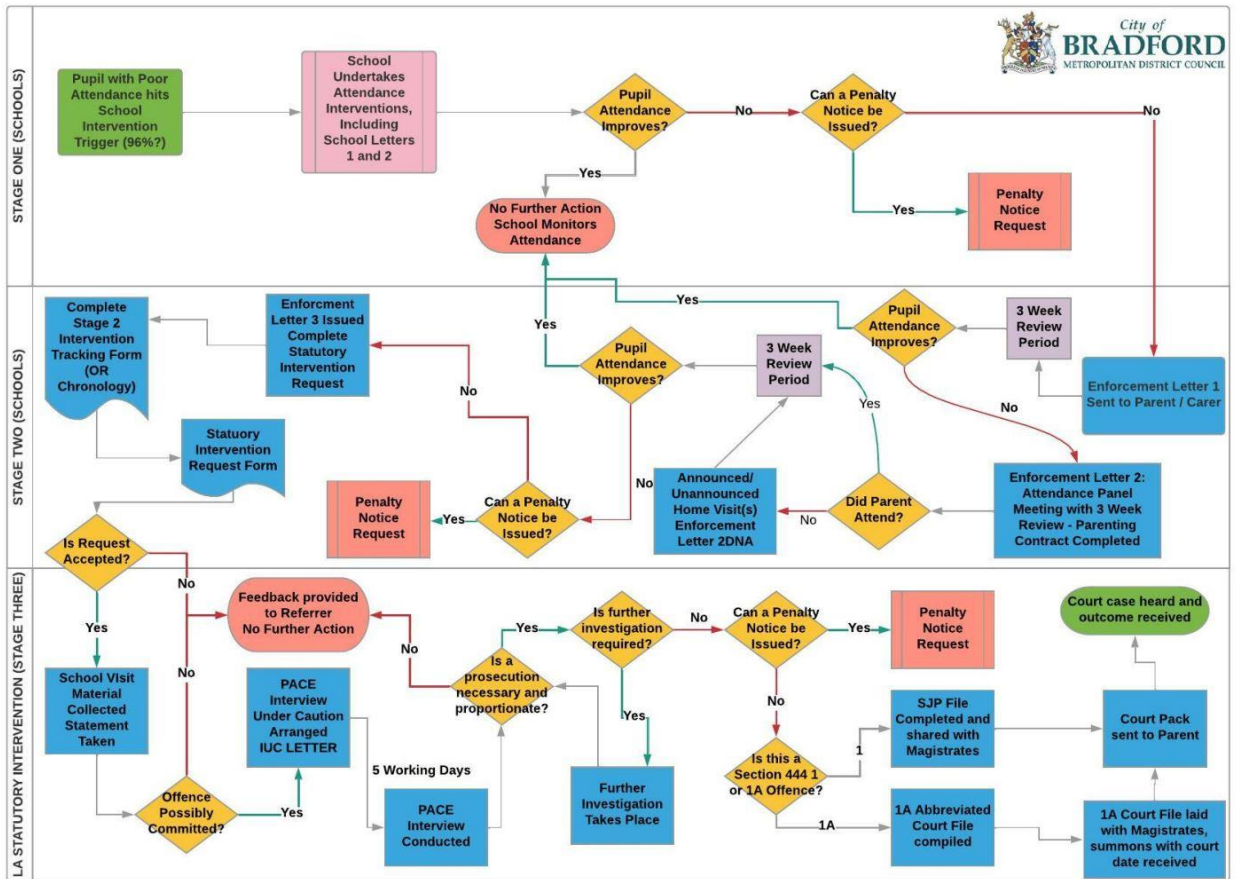 City of
BRADFORD
METROPOLITAN DISTRICT COUNCIL
STAGE ONE (SCHOOLS)
Pupil with Poor
Attendance hits
School
Intervention
Trigger (96%?)
School
Undertakes
Attendance
Interventions,
Including
School Letters
1 and 2
Pupil
Attendance
Improves?
No
Can a Penalty
Notice be
Issued?
No
Yes
Yes
No Further Action
School Monitors
Attendance
Penalty
Notice
Request
STAGE TWO (SCHOOLS)
Complete
Stage 2
Intervention
Tracking Form
(OR
Chronology)
Enforcment
Letter 3 Issued
Complete
Statutory
Intervention
Request
Yes
Yes
Pupil
Attendance
Improves?
3 Week
Review
Period
Pupil
Attendance
Improves?
3 Week
Review
Period
Enforcement Letter 1
Sent to Parent / Carer
No
Yes
No
Statuory
Intervention
Request Form
Penalty
Notice
Request
Yes
Can a Penalty
Notice be
Issued?
No
Announced/
Unannounced
Home Visit(s)
Enforcement
Letter 2DNA
No
Did Parent
Attend?
Enforcement Letter 2:
Attendance Panel
Meeting with 3 Week
Review - Parenting
Contract Completed
Is Request
Accepted?
LA STATUTORY INTERVENTION (STAGE THREE)
No
Yes
No
Feedback provided
to Referrer
No Further Action
No
Yes
Is further
investigation
required?
No
Can a Penalty
Notice be
Issued?
Yes
Penalty
Notice
Request
Court case heard and
outcome received
School VIsit
Material
Collected
Statement
Taken
PACE
Interview
Under Caution
Arranged
IUC LETTER
Is a
prosecution
necessary and
proportionate?
Yes
No
SJP File
Completed and
shared with
Magistrates
Court Pack
sent to Parent
5 Working Days
Offence
Possibly
Committed?
Yes
PACE
Interview
Conducted
Further
Investigation
Takes Place
Is this a
Section 444 1
or 1A Offence?
1
1A
1A Abbreviated
Court File
compiled
1A Court File laid
with Magistrates,
summons with court
date received